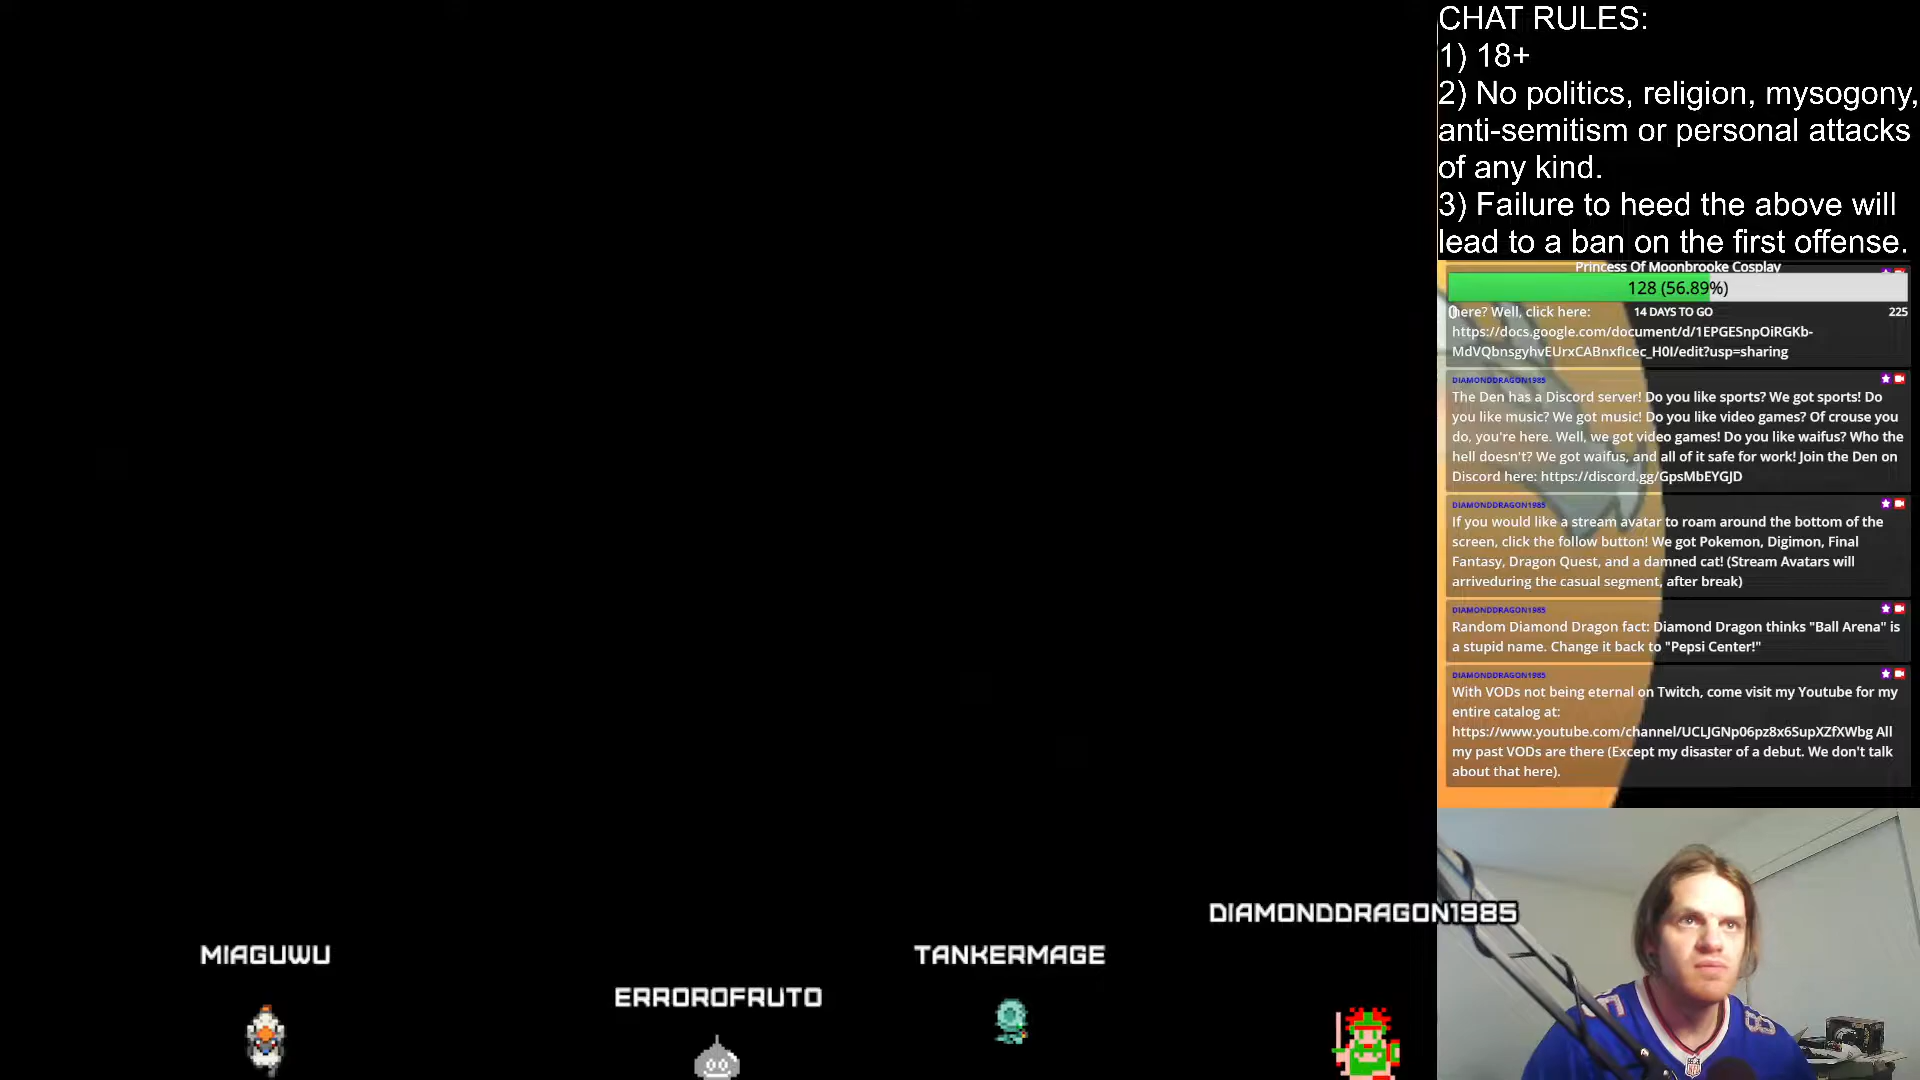 CHAT RULES:
1) 18+
2) No politics, religion, mysogony,
anti-semitism or personal attacks
of any kind.
3) Failure to heed the above will
lead to a ban on the first offense.
Princess Of Moonbrooke Cosplay
128 (56.89%)
0
14 DAYS TO GO
225
here? Well, click here:
https://docs.google.com/document/d/1EPGESnpOiRGKb-
MdVQbnsgyhvEUrxCABnxfIcec_H0I/edit?usp=sharing
DIAMONDDRAGON1985
The Den has a Discord server! Do you like sports? We got sports! Do
you like music? We got music! Do you like video games? Of crouse you
do, you're here. Well, we got video games! Do you like waifus? Who the
hell doesn't? We got waifus, and all of it safe for work! Join the Den on
Discord here: https://discord.gg/GpsMbEYGJD
DIAMONDDRAGON1985
If you would like a stream avatar to roam around the bottom of the
screen, click the follow button! We got Pokemon, Digimon, Final
Fantasy, Dragon Quest, and a damned cat! (Stream Avatars will
arriveduring the casual segment, after break)
DIAMONDDRAGON1985
Random Diamond Dragon fact: Diamond Dragon thinks "Ball Arena" is
a stupid name. Change it back to "Pepsi Center!"
DIAMONDDRAGON1985
With VODs not being eternal on Twitch, come visit my Youtube for my
entire catalog at:
https://www.youtube.com/channel/UCLJGNp06pz8x6SupXZfXWbg All
my past VODs are there (Except my disaster of a debut. We don't talk
about that here).
DIAMONDDRAGON1985
MIAGUWU
TANKERMAGE
ERROROFRUTO